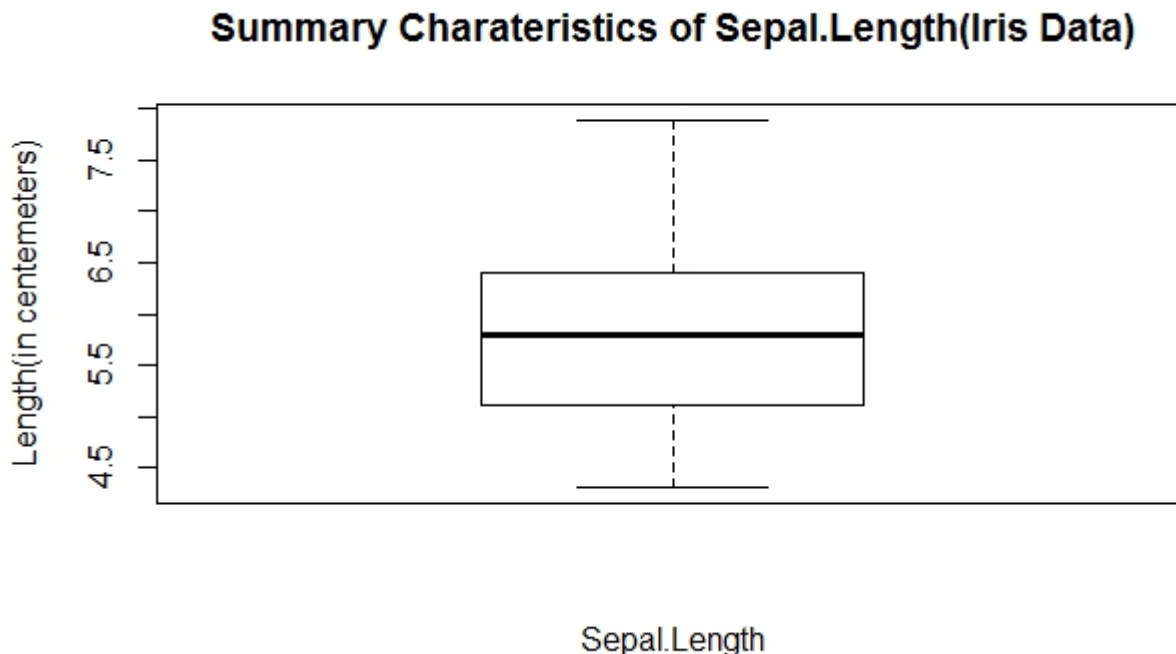 Summary Charateristics of Sepal.Length(Iris Data)
Length(in centemeters)
7.5
6.5
5.5
4.5
Sepal.Length